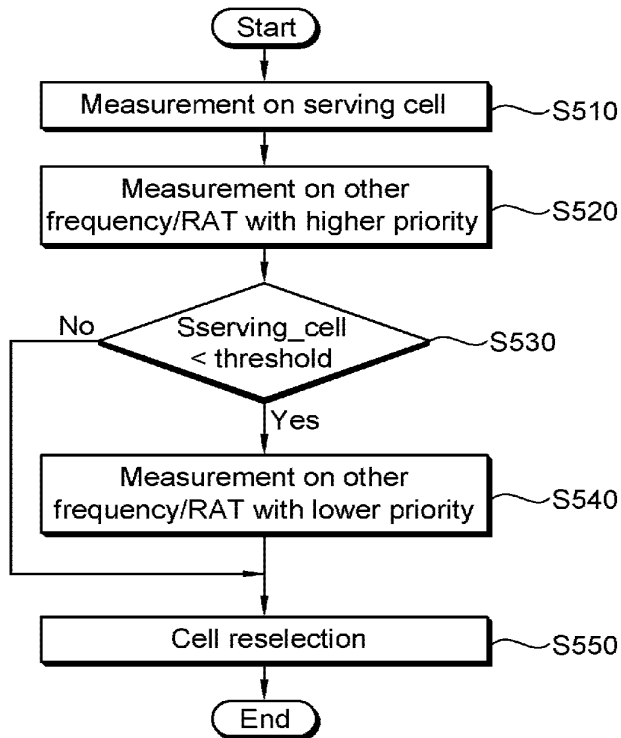 Start
Measurement on serving cell
S510
Measurement on other
frequency/RAT with higher priority
S520
No
Sserving_cell
< threshold
S530
Yes
Measurement on other
frequency/RAT with lower priority
S540
Cell reselection
S550
End